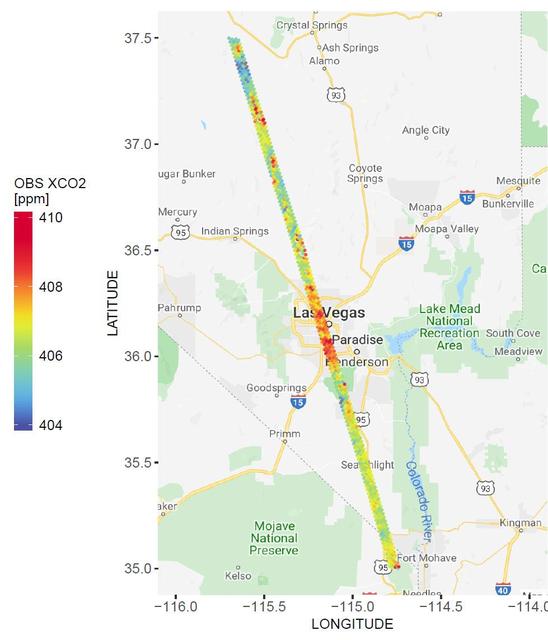 Crystal Springs
37.5
Ash Springs
Alamo
93
37.0
Angle City
Coyote
Springs
OBS XCO2
[ppm]
ugar Bunker
Mesquite
15
Bunkerville
410
Mercury
Moapa
95
Indian Springs
Moapa Valley
15
36.5
408
Ca
LATITUDE
Pahrump
Las Vegas
Lake Mead
National
Recreation
Area
South Cove
Paradise
Meadview
406
36.0
Henderson
93
Goodsprings
15
404
95
Primm
35.5
Searchlight
93
aker
Colorado River
Kingman
Mojave
National
Preserve
Fort Mohave
35.0
95
Kelso
40
Needles
−116.0
−115.5
−115.0
−114.5
−114.0
LONGITUDE